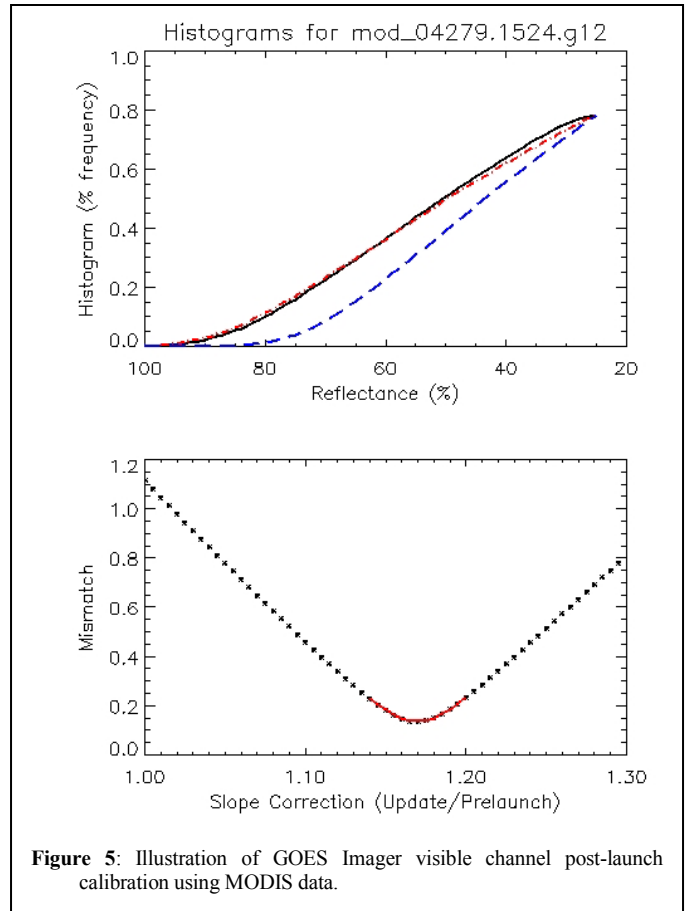 Histograms for mod_04279.1524.g12
1.0
0.8
0.6
0.4
0.2
0.0
Histogram (% frequency)
100 80 60 40 20
Reflectance (%)
1.2
1.0
0.8
0.6
0.4
0.2
0.0
Mismatch
1.00 1.10 1.20 1.30
Slope Correction (Update/Prelaunch)
Figure 5: Illustration of GOES Imager visible channel post-launch
calibration using MODIS data.